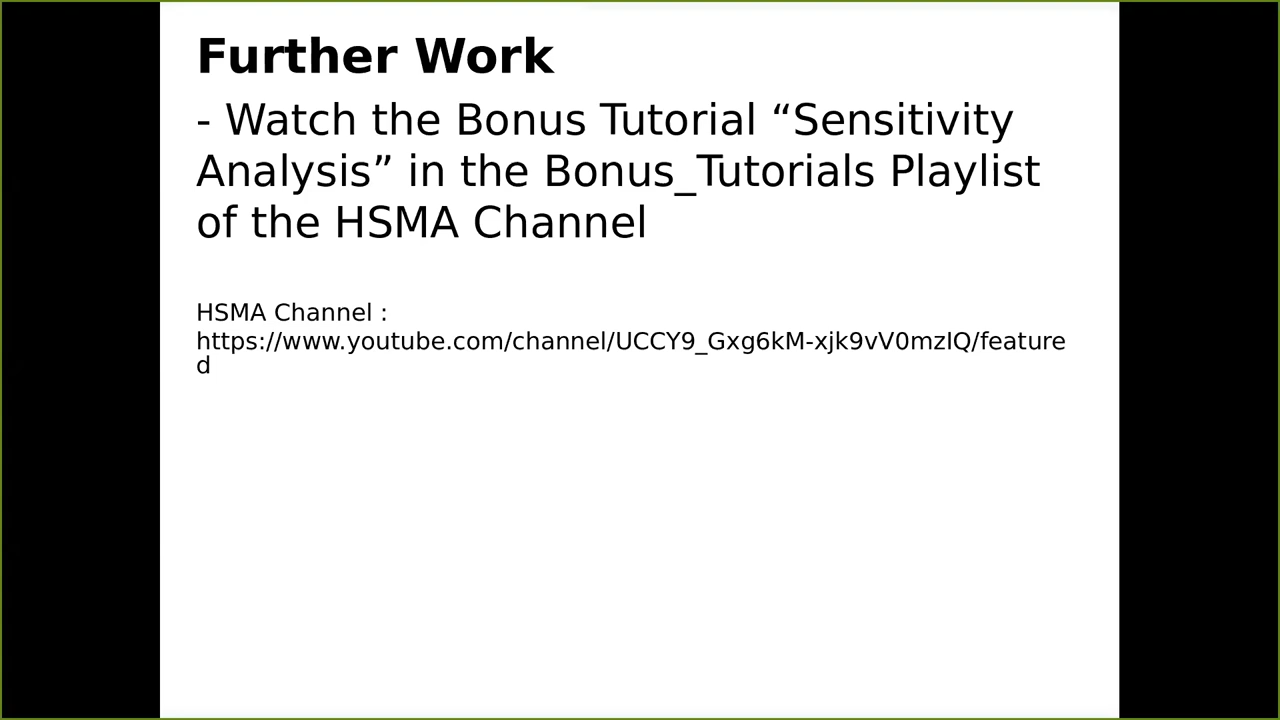 Further Work
- Watch the Bonus Tutorial “Sensitivity
Analysis” in the Bonus_Tutorials Playlist
of the HSMA Channel
HSMA Channel :
https://www.youtube.com/channel/UCCY9_Gxg6kM-xjk9vV0mzIQ/feature
d